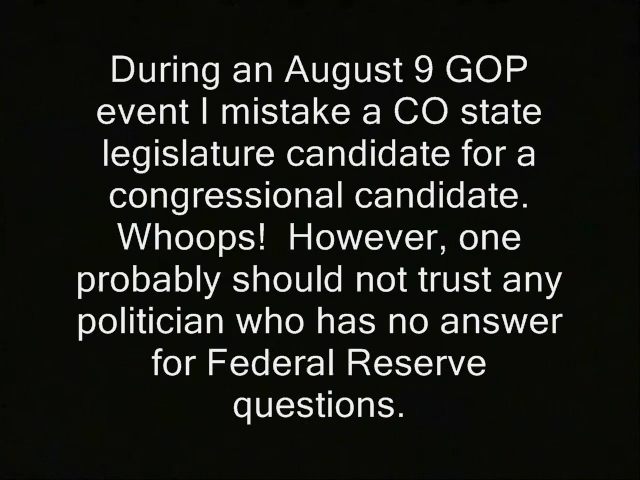 During an August 9 GOP
event I mistake a CO state
legislature candidate for a
congressional candidate.
Whoops!  However, one
probably should not trust any
politician who has no answer
for Federal Reserve
questions.